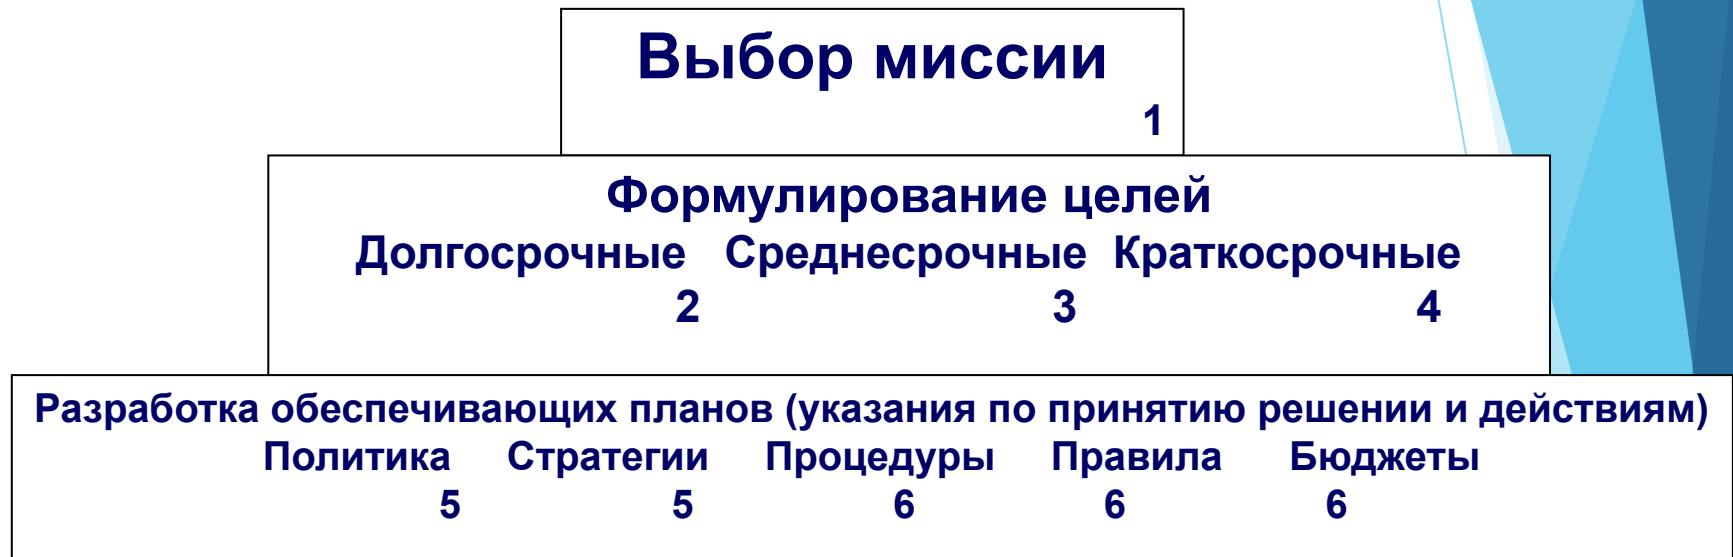 Выбор миссии
1
Формулирование целей
Долгосрочные Среднесрочные Краткосрочные
2 3 4
Разработка обеспечивающих планов (указания по принятию решении и действиям)
Политика Стратегии Процедуры Правила Бюджеты
5 5 6 6 6